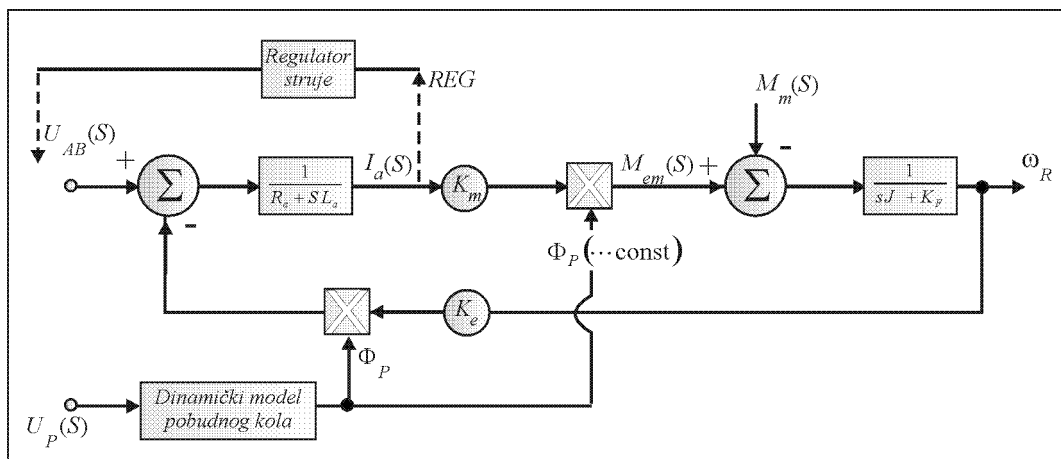 Regulator
struje
REG
M_m(S)
U_AB(S)
+
Σ
-
1
R_a + SL_a
I_a(S)
K_m
M_em(S)
+
-
Σ
1
sJ + K_F
ω_R
Φ_P (⋯const)
K_e
Φ_P
U_P(S)
Dinamički model
pobudnog kola